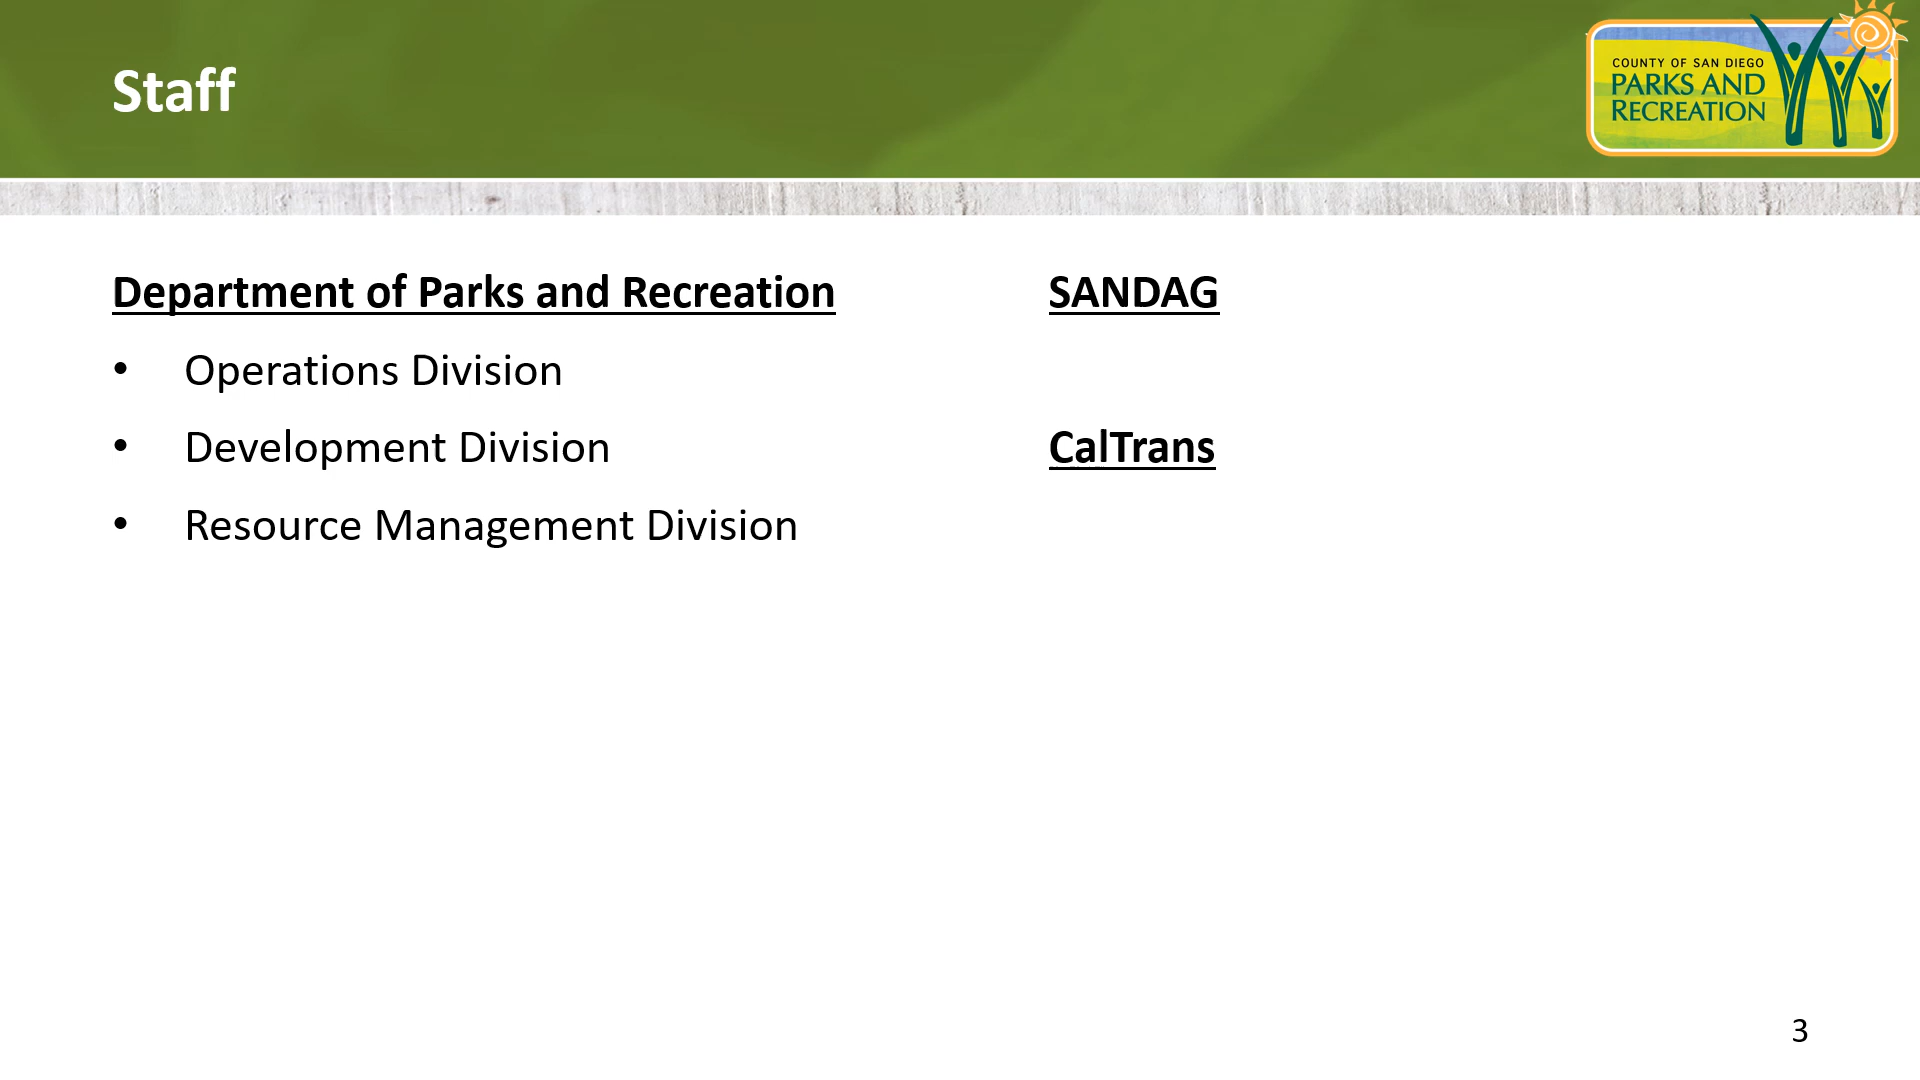 Staff
COUNTY OF SAN DIEGO
PARKS AND
RECREATION
Department of Parks and Recreation
• Operations Division
• Development Division
• Resource Management Division
SANDAG
CalTrans
3